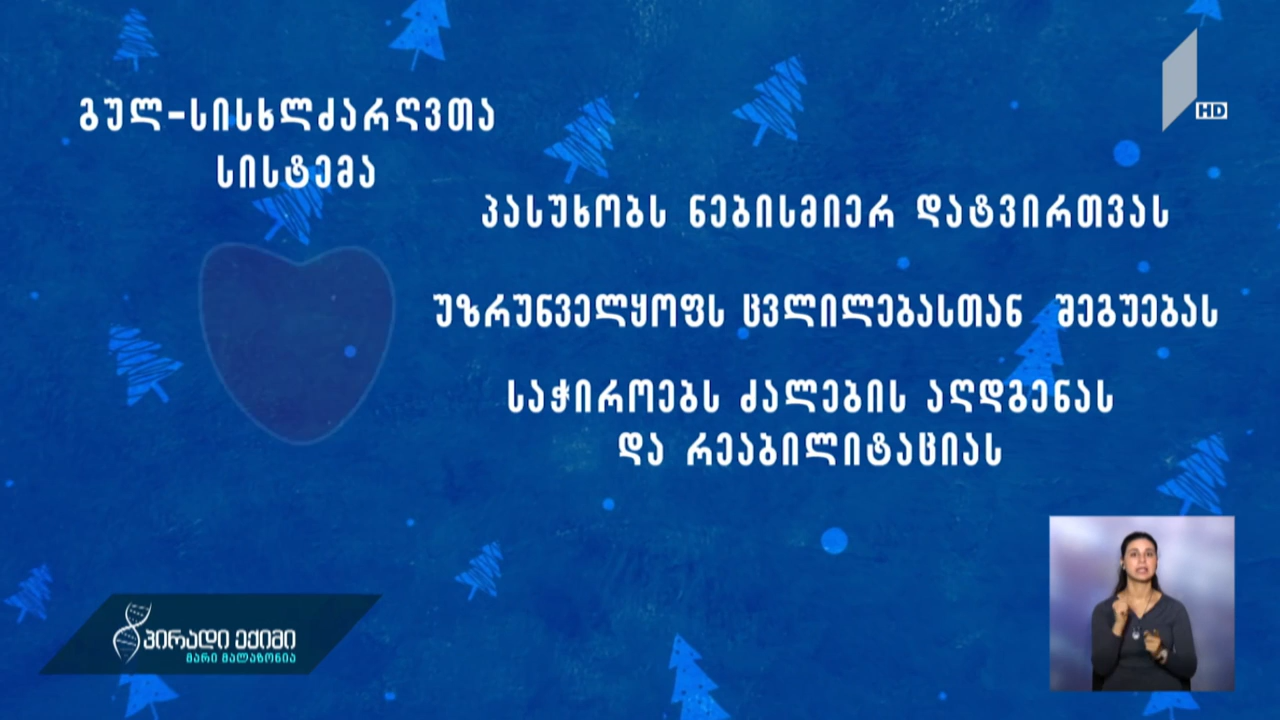 გულ-სისხლძარღვთა
სისტემა
პასუხობს ნებისმიერ დატვირთვას
უზრუნველყოფს ცვლილებასთან შეგუებას
საჭიროებს ძალების აღდგენას
და რეაბილიტაციას
HD
პირადი ექიმი
მარი მალაზონია